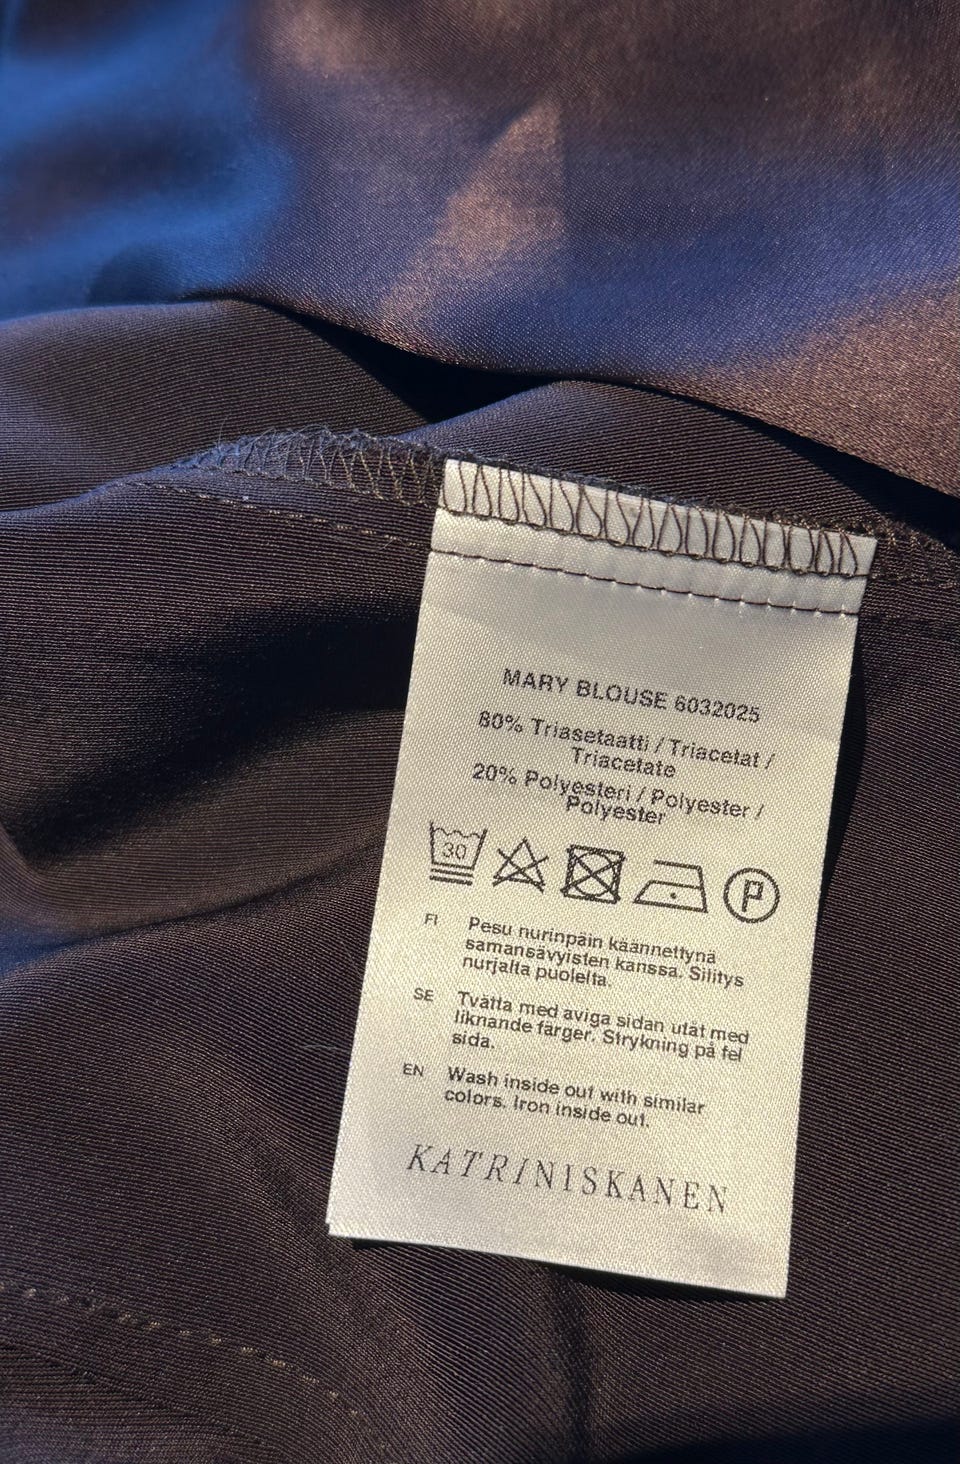 MARY BLOUSE 6032025
80% Triasetaatti / Triacetat /
Triacetate
20% Polyesteri / Polyester /
Polyester
30
P
FI Pesu nurinpäin käännettynä
samansävyisten kanssa. Silitys
nurjalta puolelta.
SE Tvätta med aviga sidan utåt med
liknande färger. Strykning på fel
sida.
EN Wash inside out with similar
colors. Iron inside out.
KATRINISKANEN